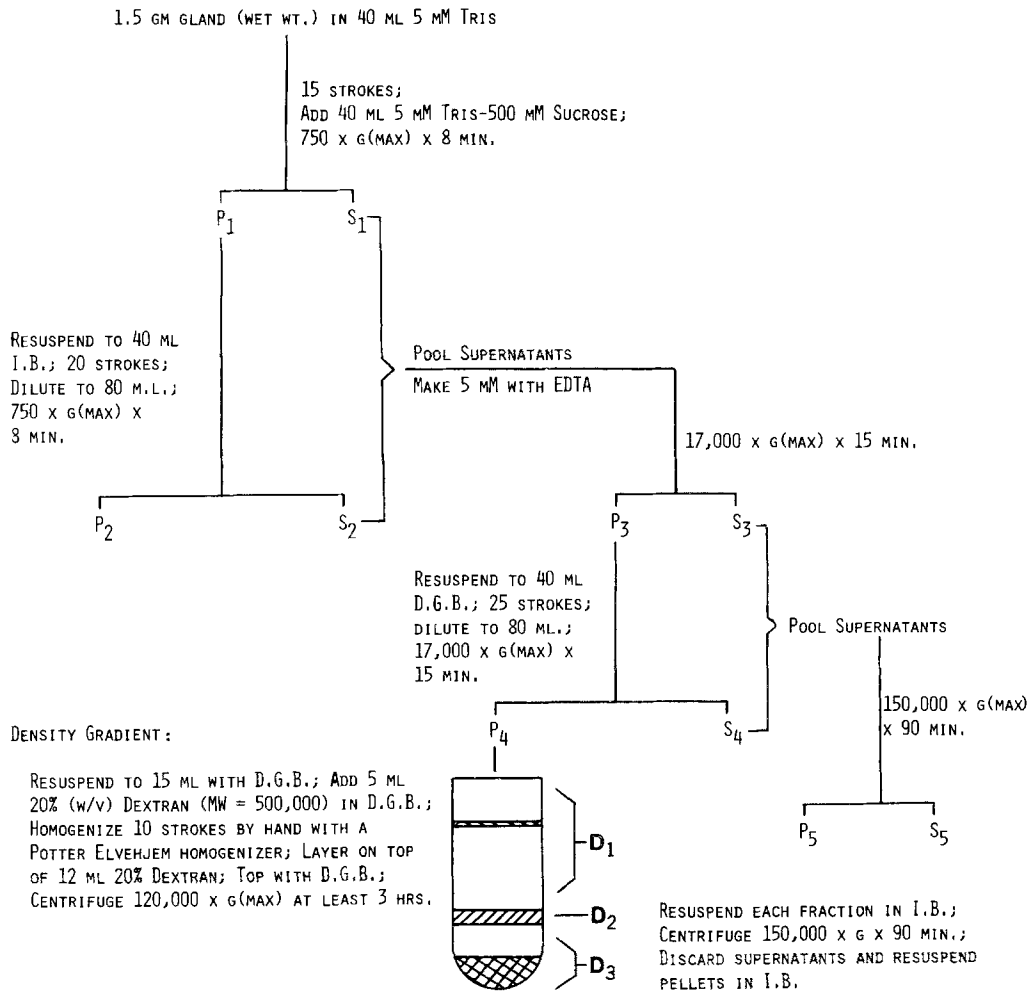 1.5 GM GLAND (WET WT.) IN 40 ML 5 MM TRIS
15 STROKES;
ADD 40 ML 5 MM TRIS-500 MM SUCROSE;
750 X G(MAX) X 8 MIN.
P1
S1
RESUSPEND TO 40 ML
I.B.; 20 STROKES;
DILUTE TO 80 M.L.;
750 X G(MAX) X
8 MIN.
POOL SUPERNATANTS
MAKE 5 MM WITH EDTA
17,000 X G(MAX) X 15 MIN.
P2
S2
P3
S3
RESUSPEND TO 40 ML
D.G.B.; 25 STROKES;
DILUTE TO 80 ML.;
17,000 X G(MAX) X
15 MIN.
POOL SUPERNATANTS
150,000 X G(MAX)
X 90 MIN.
P4
S4
P5
S5
DENSITY GRADIENT:
RESUSPEND TO 15 ML WITH D.G.B.; ADD 5 ML
20% (W/V) DEXTRAN (MW = 500,000) IN D.G.B.;
HOMOGENIZE 10 STROKES BY HAND WITH A
POTTER ELVEHJEM HOMOGENIZER; LAYER ON TOP
OF 12 ML 20% DEXTRAN; TOP WITH D.G.B.;
CENTRIFUGE 120,000 X G(MAX) AT LEAST 3 HRS.
D1
D2
D3
RESUSPEND EACH FRACTION IN I.B.;
CENTRIFUGE 150,000 X G X 90 MIN.;
DISCARD SUPERNATANTS AND RESUSPEND
PELLETS IN I.B.